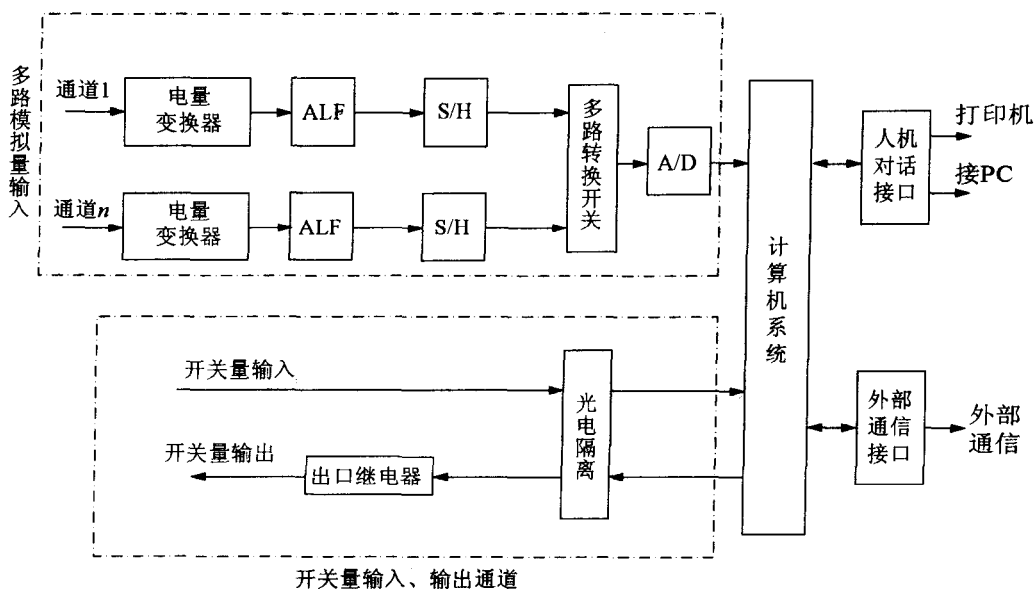 多路模拟量输入
通道1
电量
变换器
ALF
S/H
多路转换开关
A/D
通道n
电量
变换器
ALF
S/H
计算机系统
人机
对话
接口
打印机
接PC
开关量输入
光电隔离
开关量输出
出口继电器
外部
通信
接口
外部
通信
开关量输入、输出通道